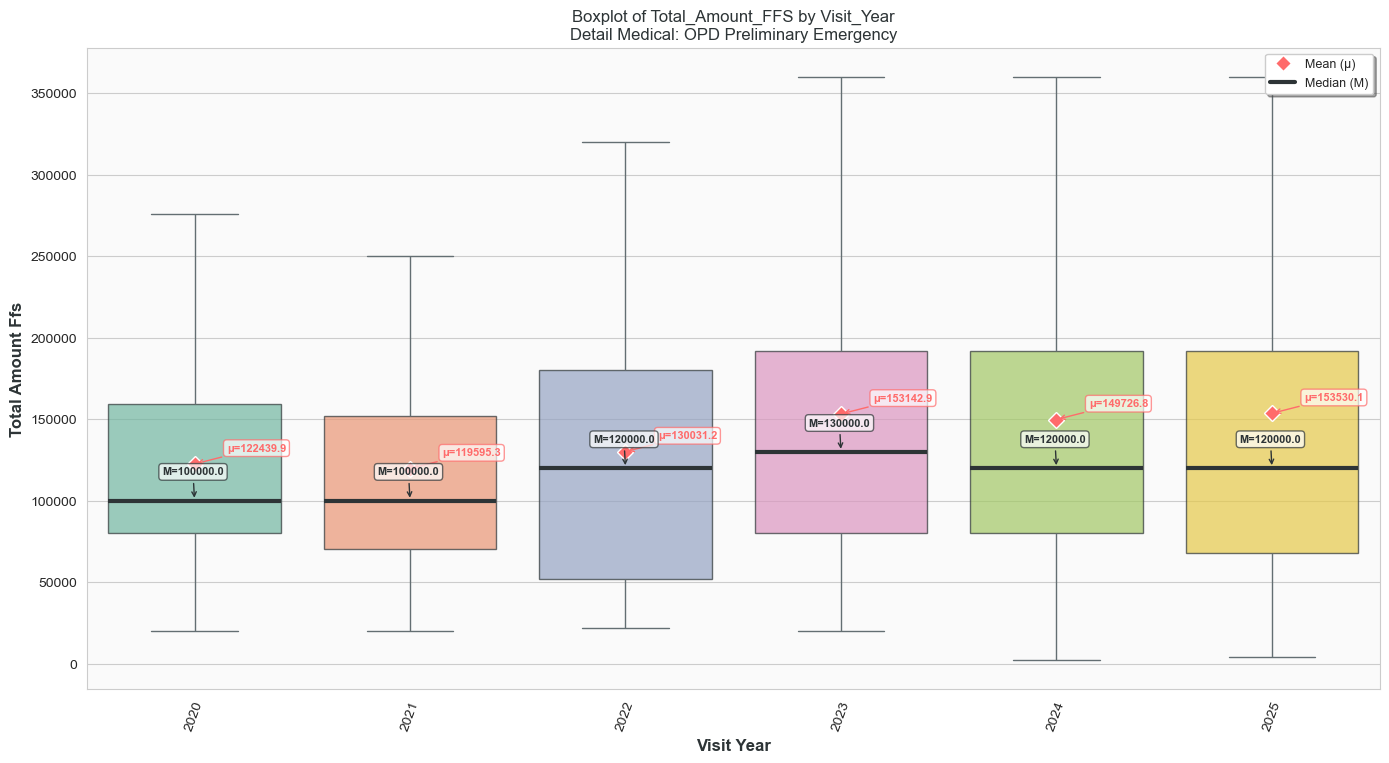 Boxplot of Total_Amount_FFS by Visit_Year
Detail Medical: OPD Preliminary Emergency
Mean (μ)
Median (M)
Total Amount Ffs
350000
300000
250000
200000
150000
100000
50000
0
μ=122439.9
M=100000.0
μ=119595.3
M=100000.0
μ=130031.2
M=120000.0
μ=153142.9
M=130000.0
μ=149726.8
M=120000.0
μ=153530.1
M=120000.0
2020
2021
2022
2023
2024
2025
Visit Year